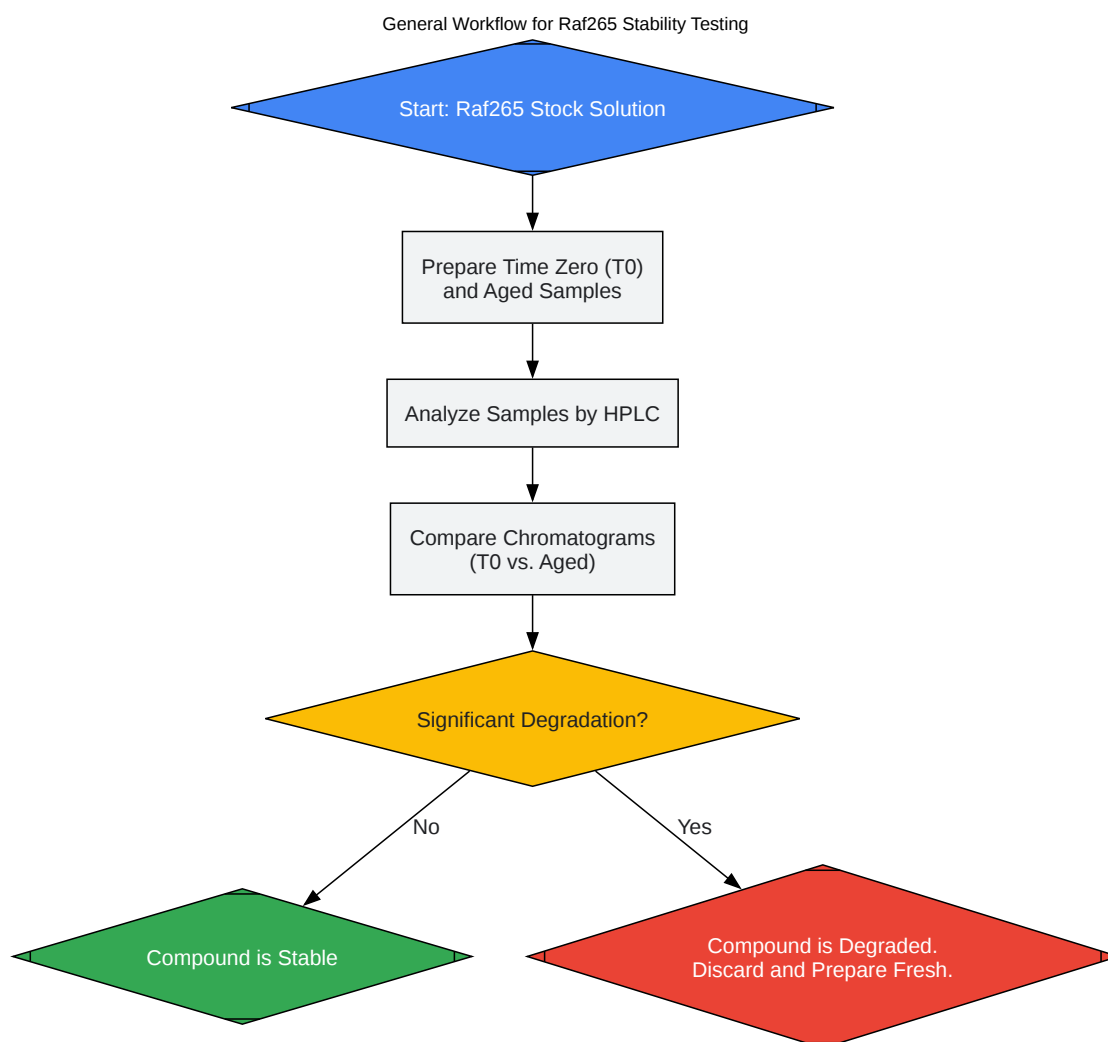 General Workflow for Raf265 Stability Testing
Start: Raf265 Stock Solution
Prepare Time Zero (T0)
and Aged Samples
Analyze Samples by HPLC
Compare Chromatograms
(T0 vs. Aged)
Significant Degradation?
No
Yes
Compound is Stable
Compound is Degraded.
Discard and Prepare Fresh.